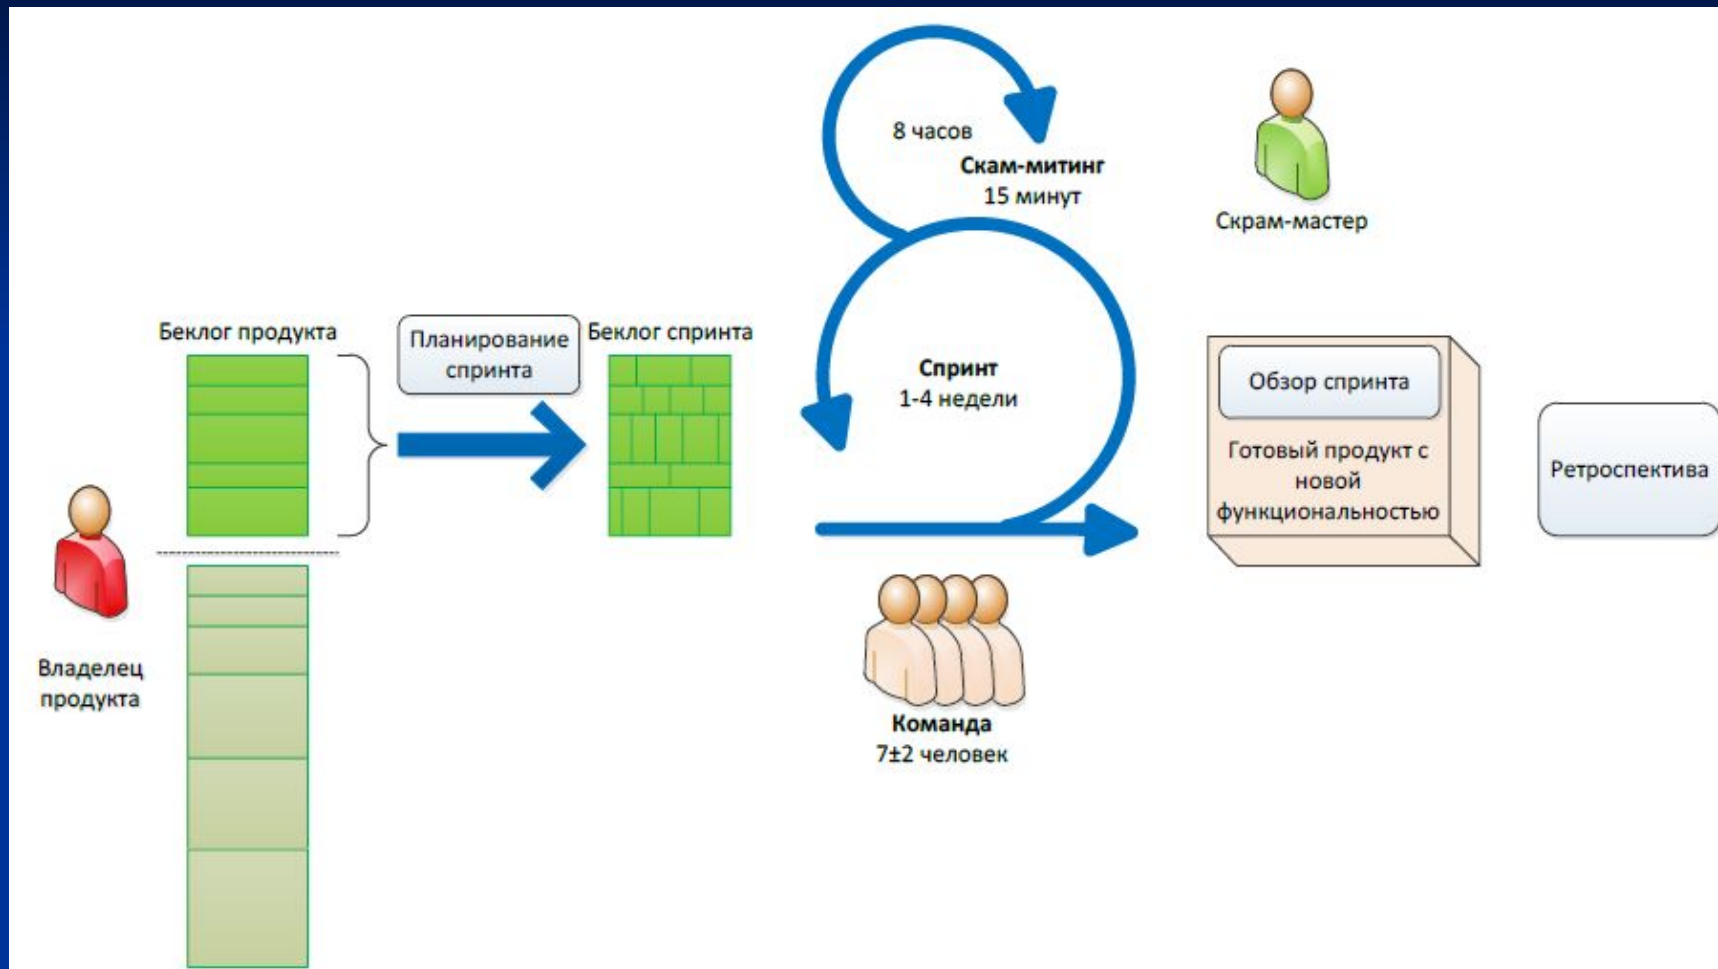 8 часов
Скам-митинг
15 минут
Скрам-мастер
Беклог продукта
Планирование
спринта
Беклог спринта
Спринт
1-4 недели
Обзор спринта
Готовый продукт с
новой
функциональностью
Ретроспектива
Владелец
продукта
Команда
7±2 человек